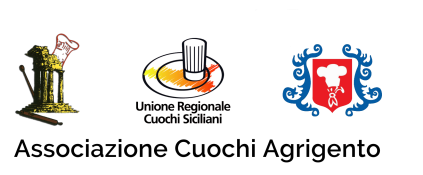 Unione Regionale
Cuochi Siciliani
Associazione Cuochi Agrigento